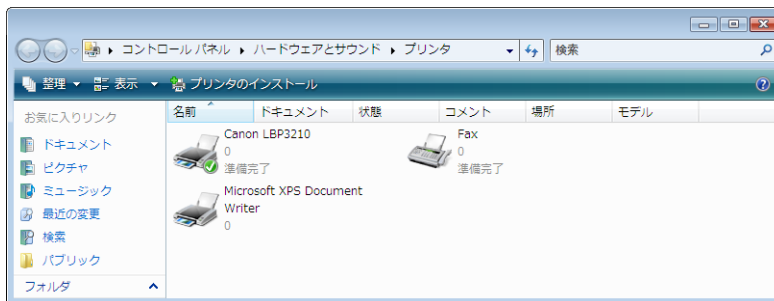 コントロール パネル ▸ ハードウェアとサウンド ▸ プリンタ
検索
整理 表示 プリンタのインストール
お気に入りリンク
ドキュメント
ピクチャ
ミュージック
最近の変更
検索
パブリック
フォルダ
名前 ドキュメント 状態 コメント 場所 モデル
Canon LBP3210
0
準備完了
Fax
0
準備完了
Microsoft XPS Document
Writer
0